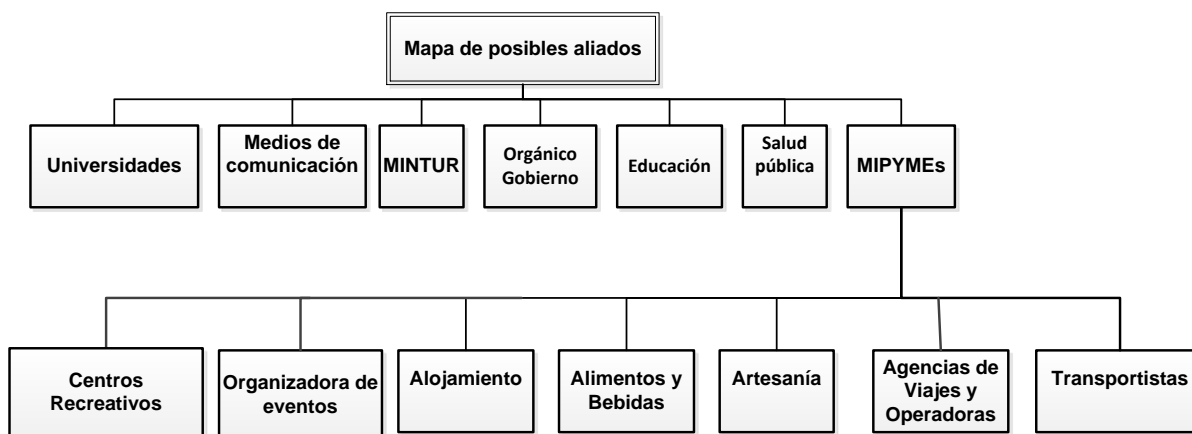 Mapa de posibles aliados
Universidades
Medios de
comunicación
MINTUR
Orgánico
Gobierno
Educación
Salud
pública
MIPYMEs
Centros
Recreativos
Organizadora de
eventos
Alojamiento
Alimentos y
Bebidas
Artesanía
Agencias de
Viajes y
Operadoras
Transportistas